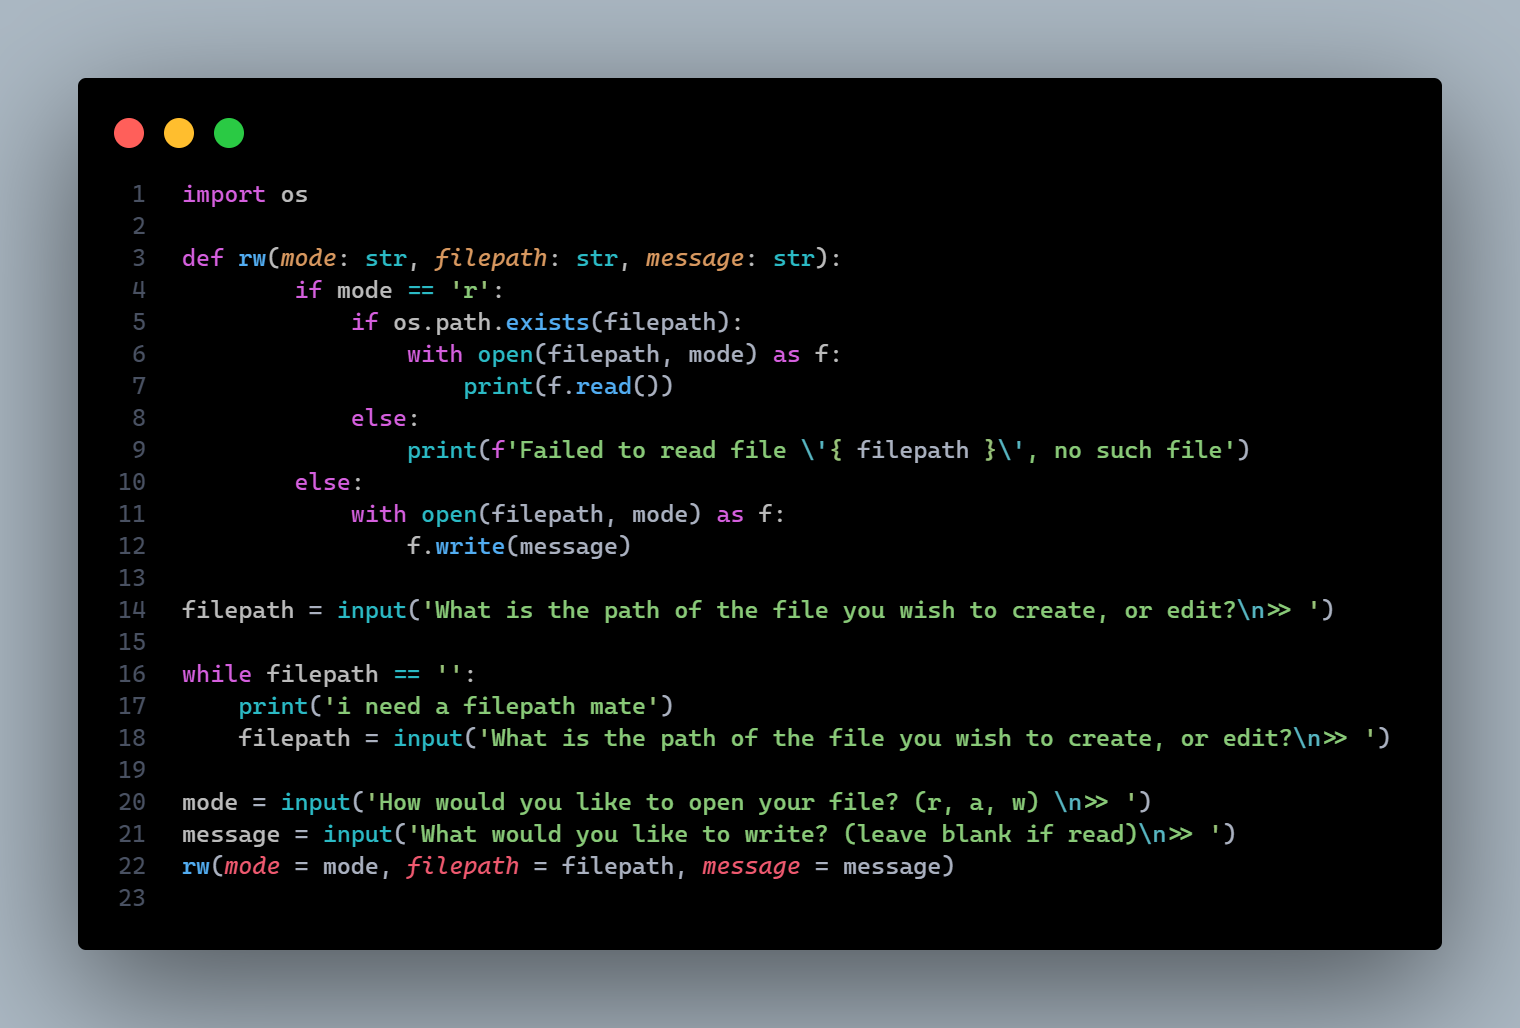 1 import os
2
3 def rw(mode: str, filepath: str, message: str):
4         if mode == 'r':
5             if os.path.exists(filepath):
6                 with open(filepath, mode) as f:
7                     print(f.read())
8             else:
9                 print(f'Failed to read file \'{ filepath }\', no such file')
10         else:
11             with open(filepath, mode) as f:
12                 f.write(message)
13
14 filepath = input('What is the path of the file you wish to create, or edit?\n>> ')
15
16 while filepath == '':
17     print('i need a filepath mate')
18     filepath = input('What is the path of the file you wish to create, or edit?\n>> ')
19
20 mode = input('How would you like to open your file? (r, a, w) \n>> ')
21 message = input('What would you like to write? (leave blank if read)\n>> ')
22 rw(mode = mode, filepath = filepath, message = message)
23